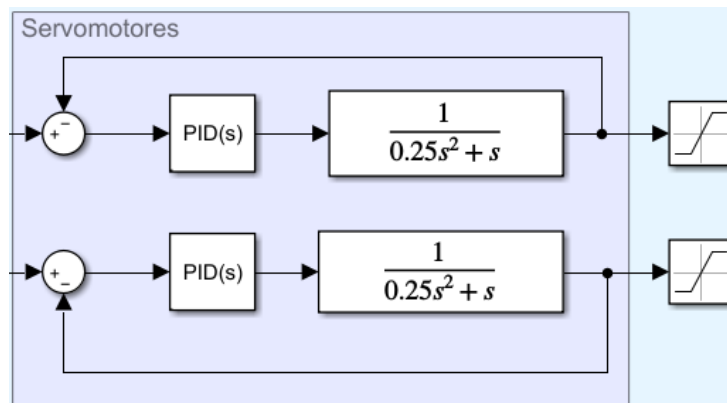 Servomotores
+ −
PID(s)
1
0.25s² + s
+ −
PID(s)
1
0.25s² + s